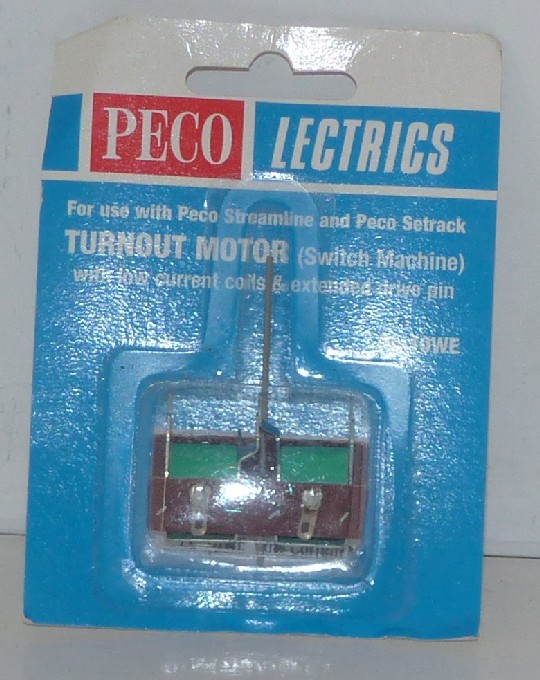 PECO LECTRICS
For use with Peco Streamline and Peco Setrack
TURNOUT MOTOR (Switch Machine)
with low current coils & extended drive pin